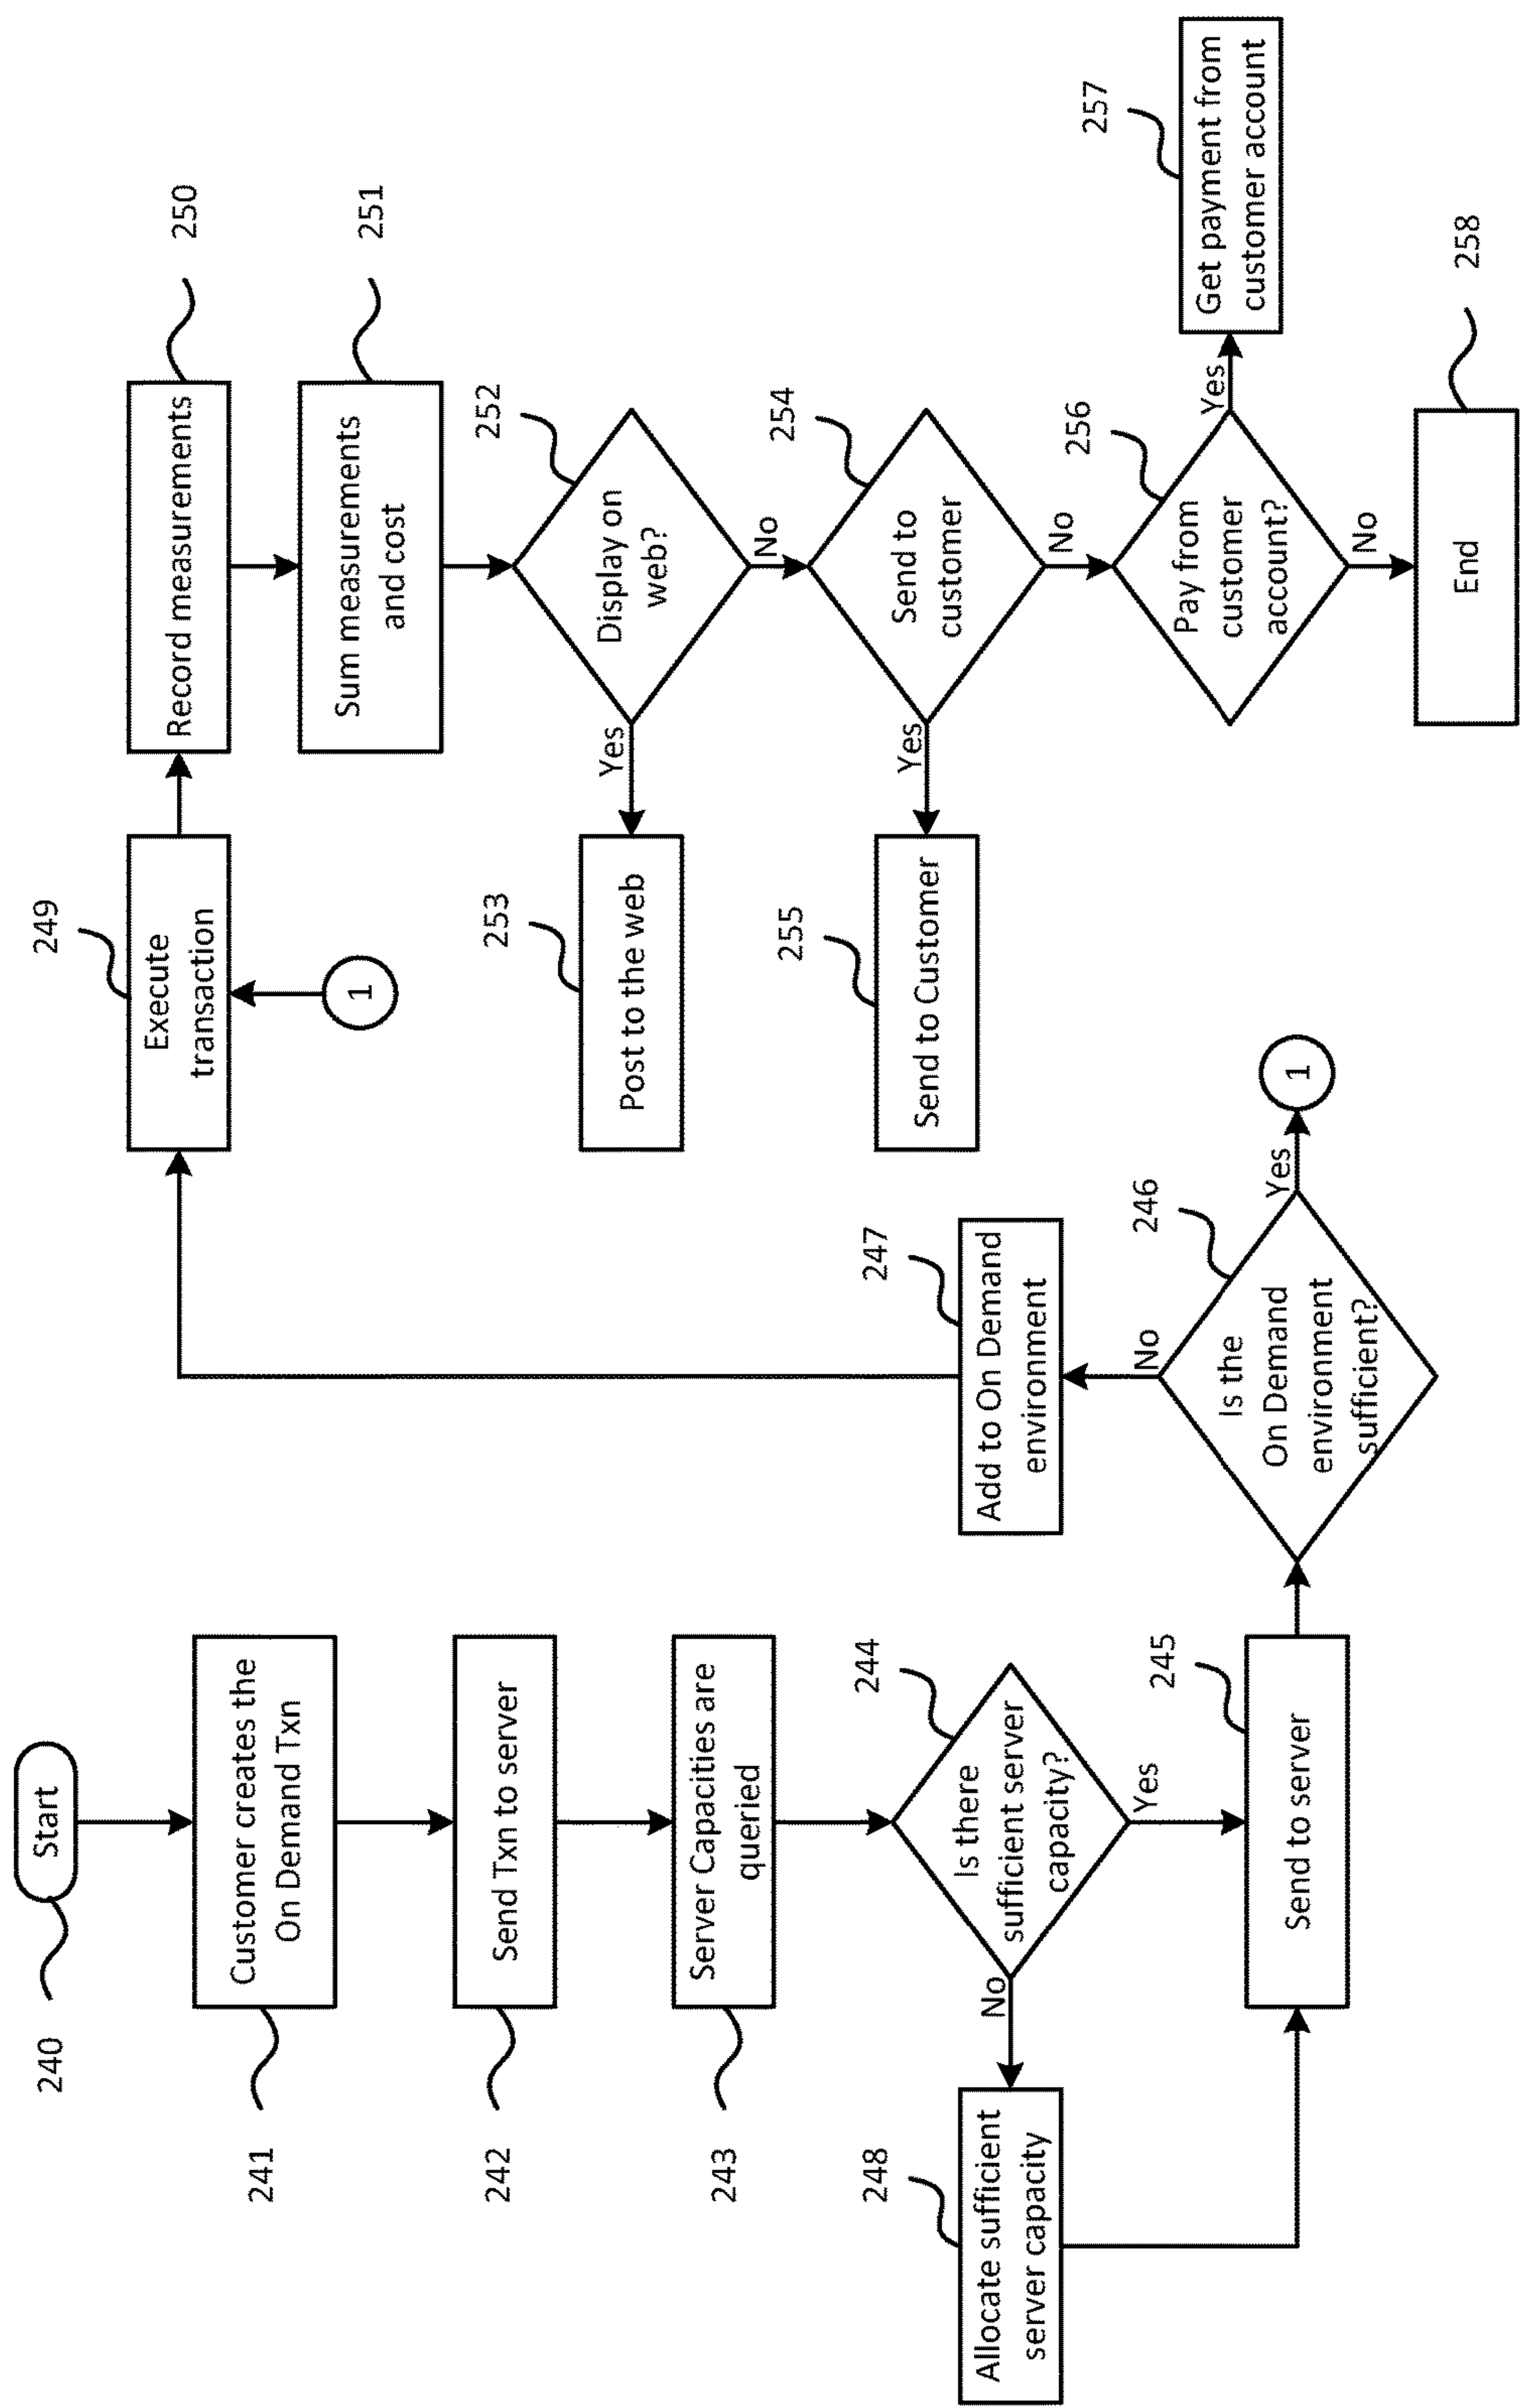 240
Start
241
Customer creates the
On Demand Txn
242
Send Txn to server
243
Server Capacities are
queried
244
Is there
sufficient server
capacity?
No
Yes
248
Allocate sufficient
server capacity
245
Send to server
246
Is the
On Demand
environment
sufficient?
No
Yes
1
247
Add to On Demand
environment
249
Execute
transaction
1
250
Record measurements
251
Sum measurements
and cost
252
Display on
web?
Yes
No
253
Post to the web
254
Send to
customer
Yes
No
255
Send to Customer
256
Pay from
customer
account?
Yes
No
257
Get payment from
customer account
258
End